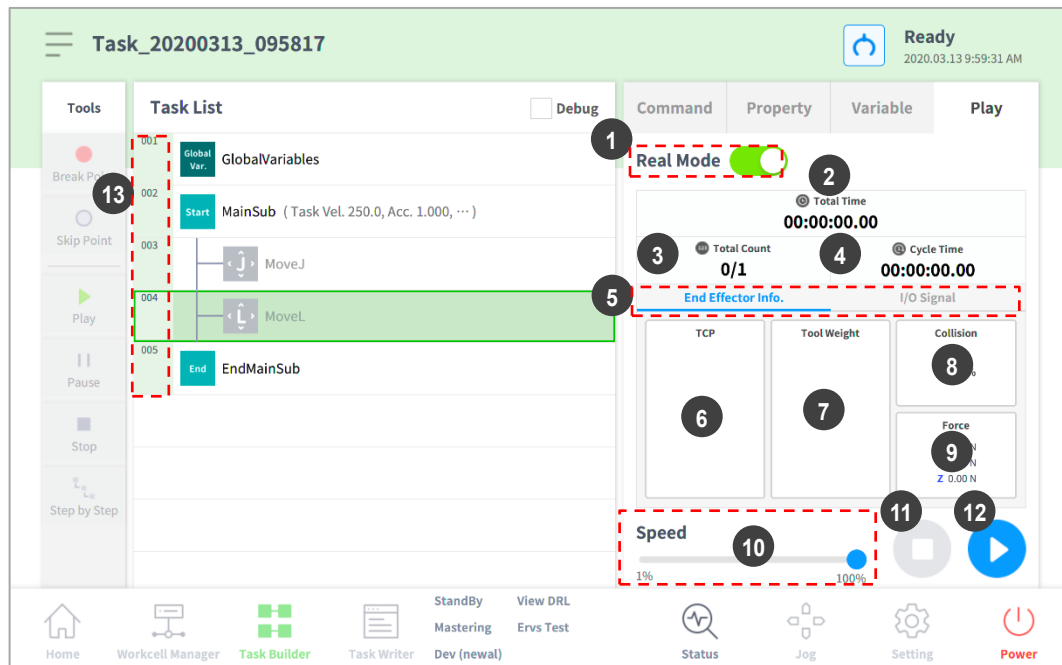 Task_20200313_095817
Ready
2020.03.13 9:59:31 AM
Tools
Task List
Debug
Command
Property
Variable
Play
1
Real Mode
2
001
Global Var.
GlobalVariables
Break
13
Total Time
00:00:00.00
002
Start
MainSub ( Task Vel. 250.0, Acc. 1.000, ··· )
Skip Point
3
Total Count
0/1
4
Cycle Time
00:00:00.00
003
J
MoveJ
5
End Effector Info.
I/O Signal
004
L
MoveL
Play
TCP
Tool Weight
Collision
8
%
005
End
EndMainSub
Pause
6
7
Force
N
9
N
Z 0.00 N
Stop
Step by Step
Speed
10
1%
100%
11
12
Home
Workcell Manager
Task Builder
Task Writer
StandBy
View DRL
Mastering
Ervs Test
Dev (newal)
Status
Jog
Setting
Power